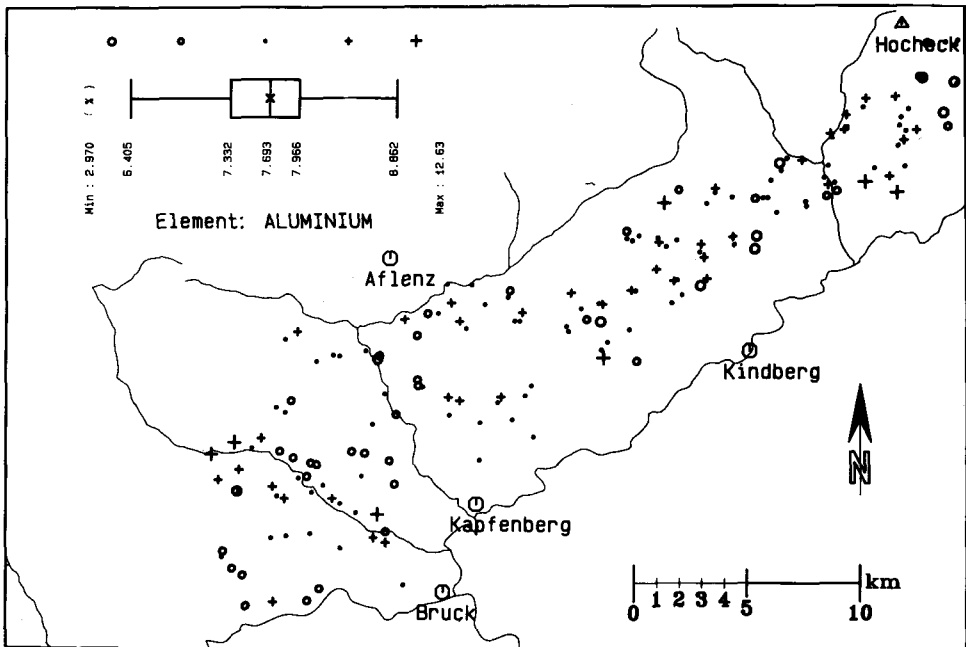 Hocheck
Min : 2.970 (%)
6.405
7.332
7.693
7.966
8.862
Max : 12.63
Element: ALUMINIUM
Aflenz
Kindberg
N
Kapfenberg
Bruck
km
0 1 2 3 4 5 10